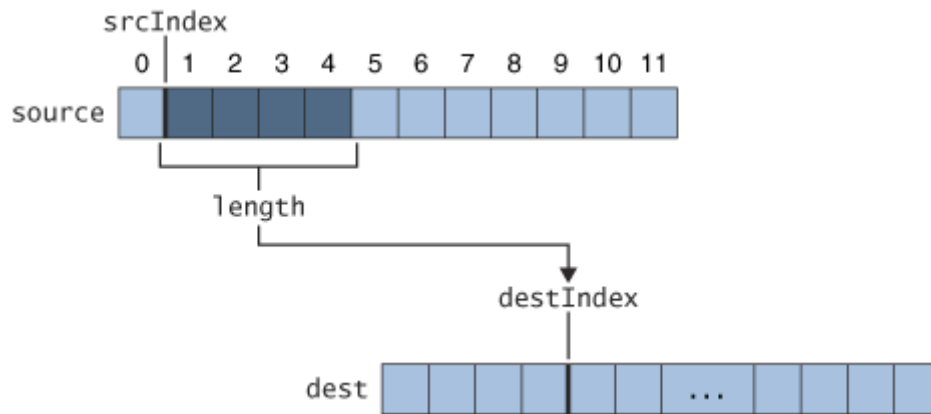 srcIndex
0 1 2 3 4 5 6 7 8 9 10 11
source
length
destIndex
dest ...